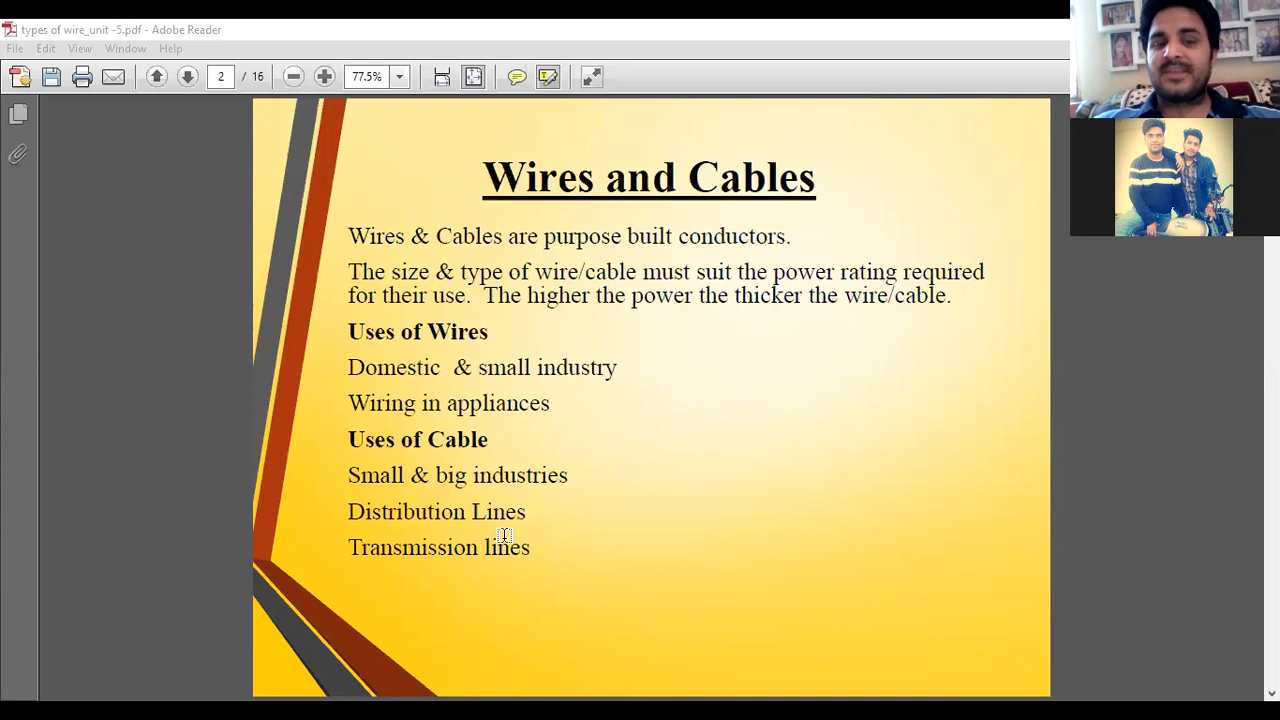 types of wire_unit -5.pdf - Adobe Reader
File Edit View Window Help
2 / 16 77.5%
Wires and Cables
Wires & Cables are purpose built conductors.
The size & type of wire/cable must suit the power rating required
for their use. The higher the power the thicker the wire/cable.
Uses of Wires
Domestic & small industry
Wiring in appliances
Uses of Cable
Small & big industries
Distribution Lines
Transmission lines